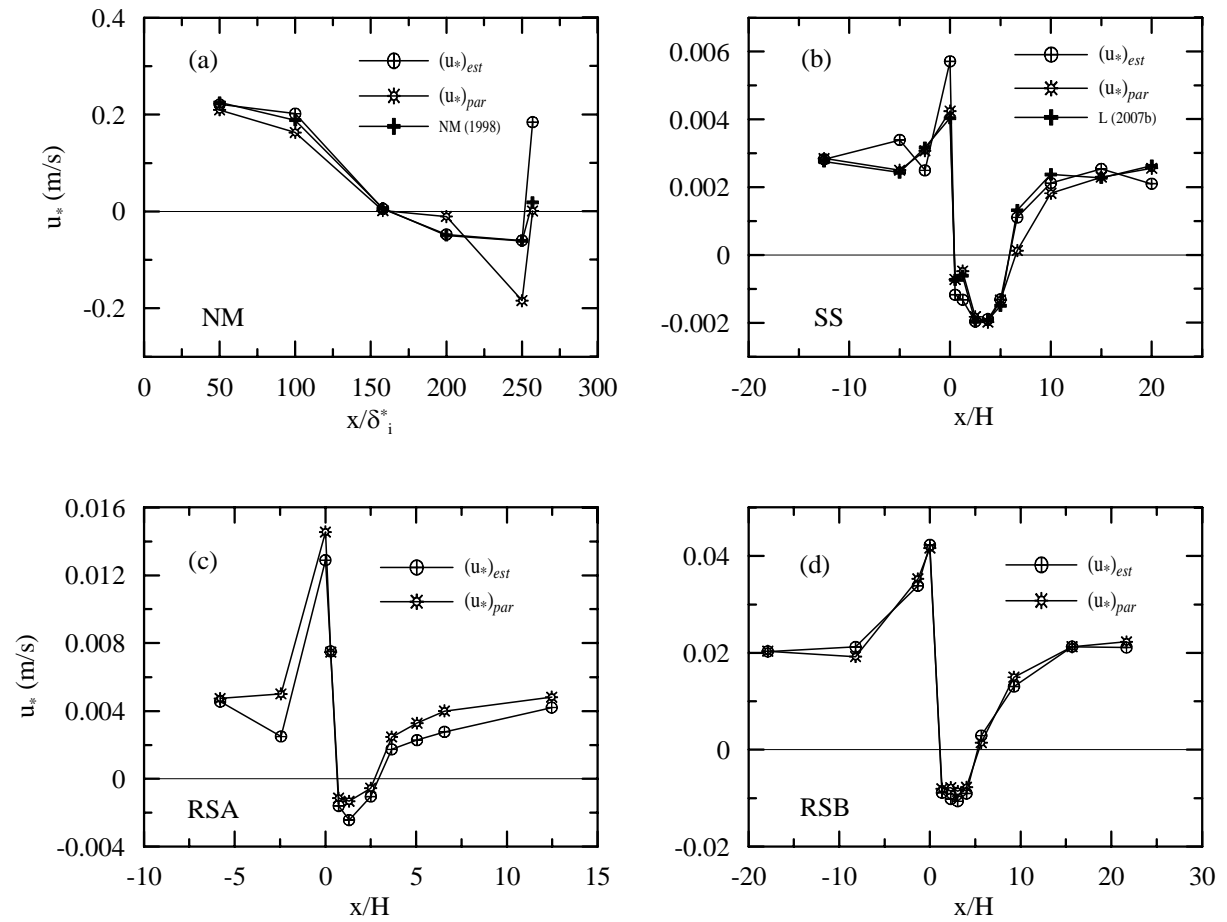 0.4
0.2
0
-0.2
u* (m/s)
(a)
(u*)est
(u*)par
NM (1998)
NM
0 50 100 150 200 250 300
x/δ*i
0.006
0.004
0.002
0
-0.002
(b)
(u*)est
(u*)par
L (2007b)
SS
-20 -10 0 10 20
x/H
0.016
0.012
0.008
0.004
0
-0.004
u* (m/s)
(c)
(u*)est
(u*)par
RSA
-10 -5 0 5 10 15
x/H
0.04
0.02
0
0.02
(d)
(u*)est
(u*)par
RSB
-20 -10 0 10 20 30
x/H